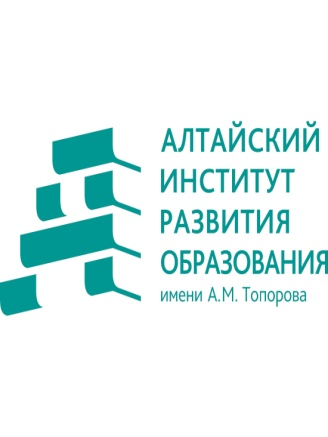 АЛТАЙСКИЙ
ИНСТИТУТ
РАЗВИТИЯ
ОБРАЗОВАНИЯ
имени А.М. Топорова